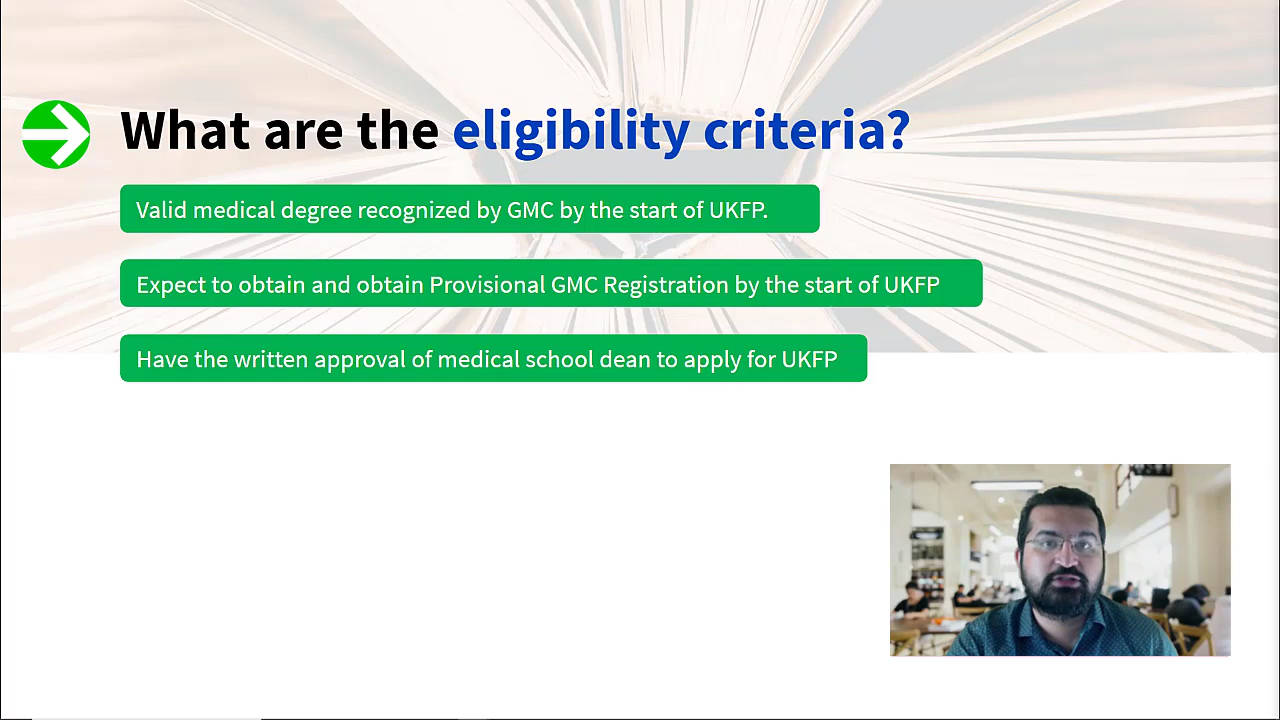 What are the eligibility criteria?
Valid medical degree recognized by GMC by the start of UKFP.
Expect to obtain and obtain Provisional GMC Registration by the start of UKFP
Have the written approval of medical school dean to apply for UKFP